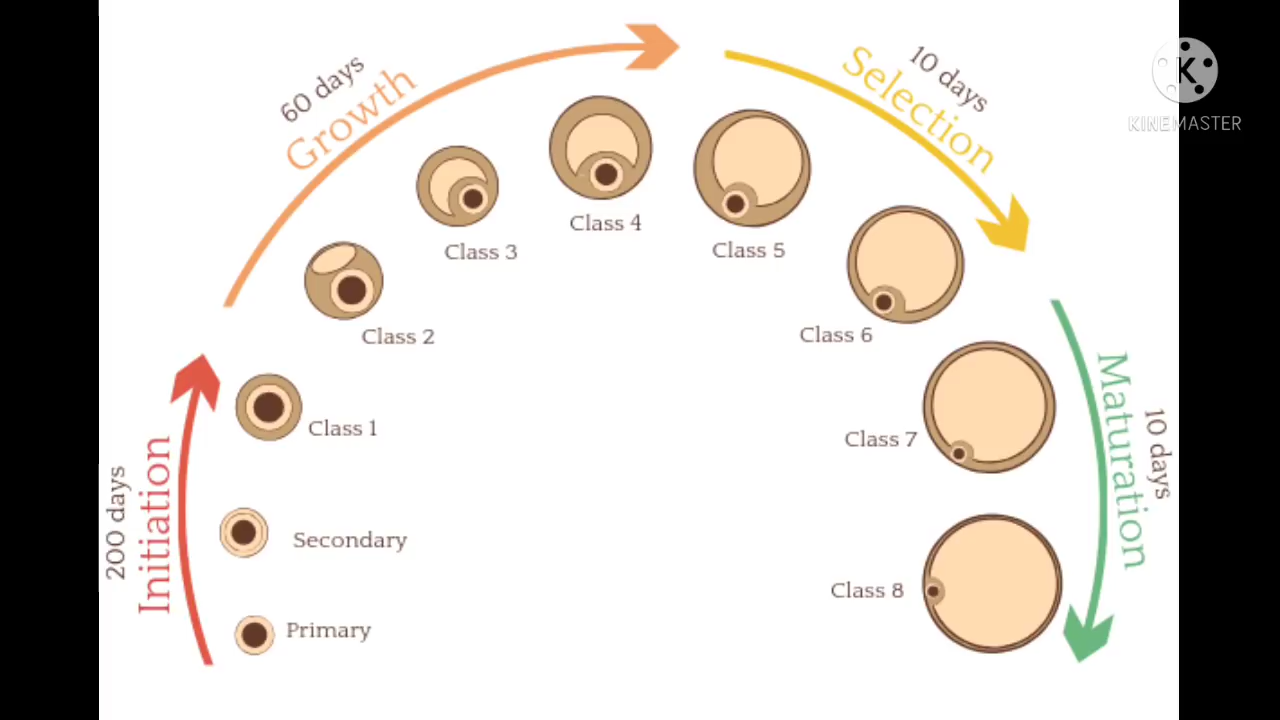 60 days
Growth
10 days
Selection
K
KINEMASTER
Class 4
Class 3
Class 5
Class 2
Class 6
Class 1
Class 7
200 days
Initiation
10 days
Maturation
Secondary
Class 8
Primary